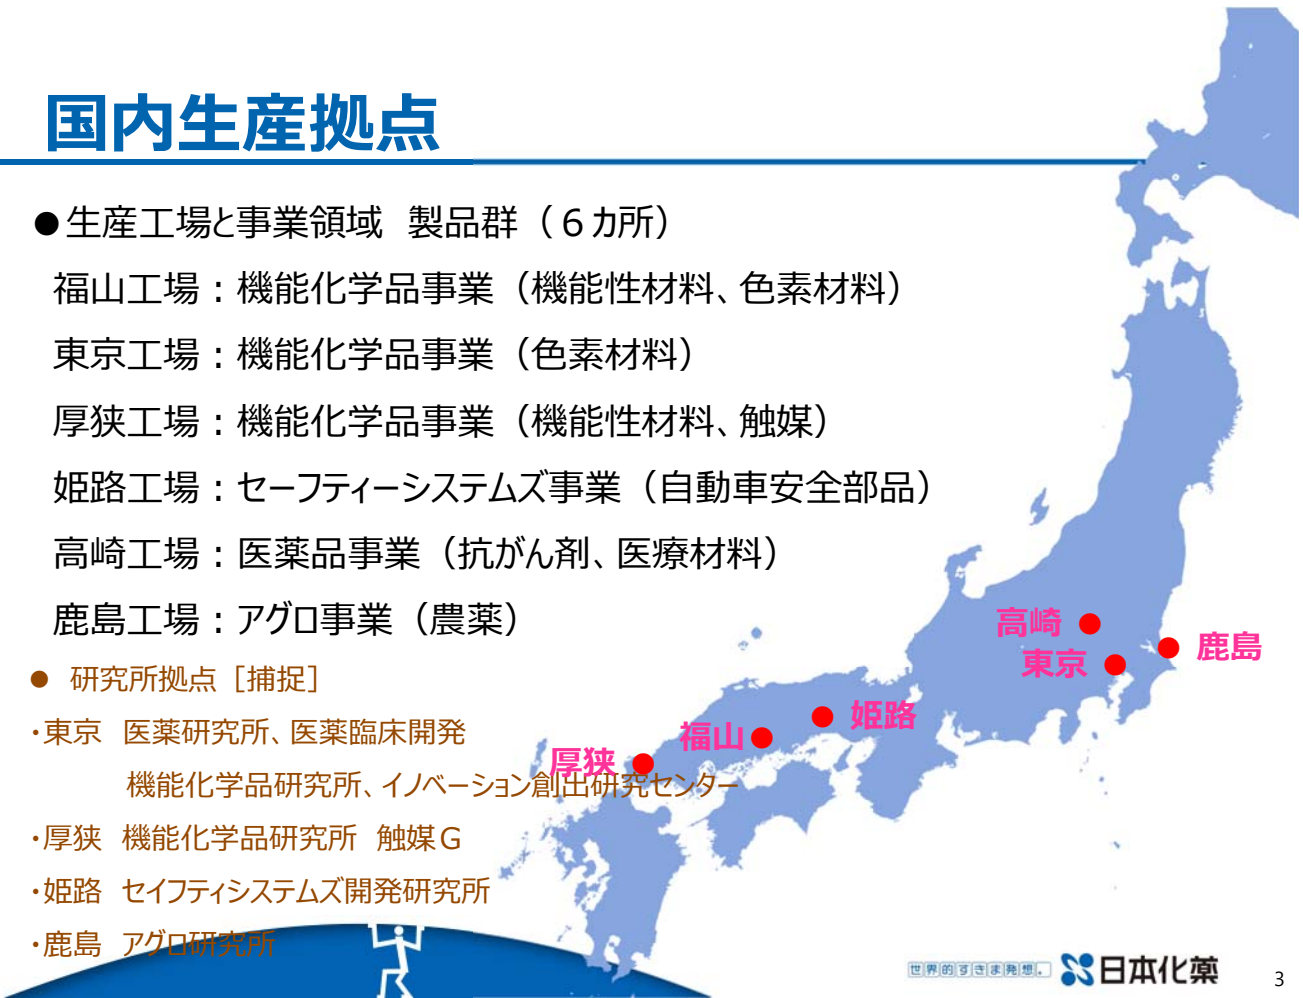 国内生産拠点
●生産工場と事業領域　製品群（６カ所）
福山工場：機能化学品事業（機能性材料、色素材料）
東京工場：機能化学品事業（色素材料）
厚狭工場：機能化学品事業（機能性材料、触媒）
姫路工場：セーフティーシステムズ事業（自動車安全部品）
高崎工場：医薬品事業（抗がん剤、医療材料）
鹿島工場：アグロ事業（農薬）
● 研究所拠点［捕捉］
・東京　医薬研究所、医薬臨床開発
機能化学品研究所、イノベーション創出研究センター
・厚狭　機能化学品研究所　触媒Ｇ
・姫路　セイフティシステムズ開発研究所
・鹿島　アグロ研究所
高崎
東京
鹿島
姫路
福山
厚狭
世界的すきま発想。
日本化薬
3